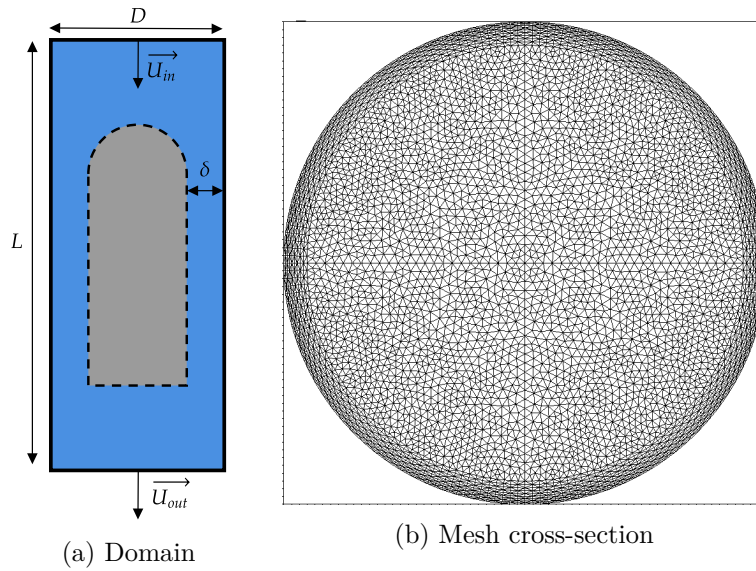 D
U_in
δ
L
U_out
(a) Domain
(b) Mesh cross-section